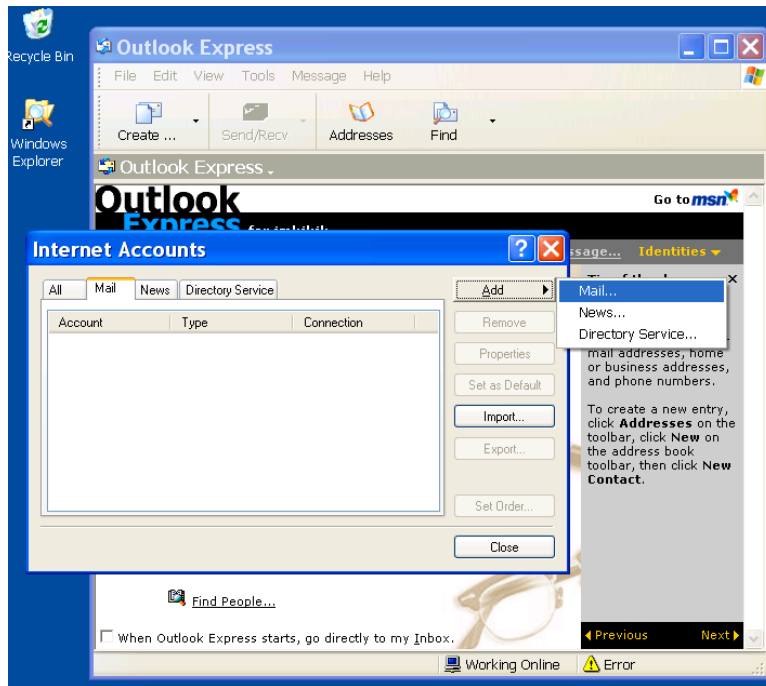 Recycle Bin
Windows
Explorer
Outlook Express
File Edit View Tools Message Help
Create ... Send/Recv Addresses Find
Outlook Express
Outlook
Express
Go to msn
Identities
Internet Accounts
All Mail News Directory Service
Account Type Connection
Add
Remove
Properties
Set as Default
Import...
Export...
Set Order...
Close
Mail...
News...
Directory Service...
mail addresses, home
or business addresses,
and phone numbers.
To create a new entry,
click Addresses on the
toolbar, click New on
the address book
toolbar, then click New
Contact.
Find People...
When Outlook Express starts, go directly to my Inbox.
Previous Next
Working Online Error